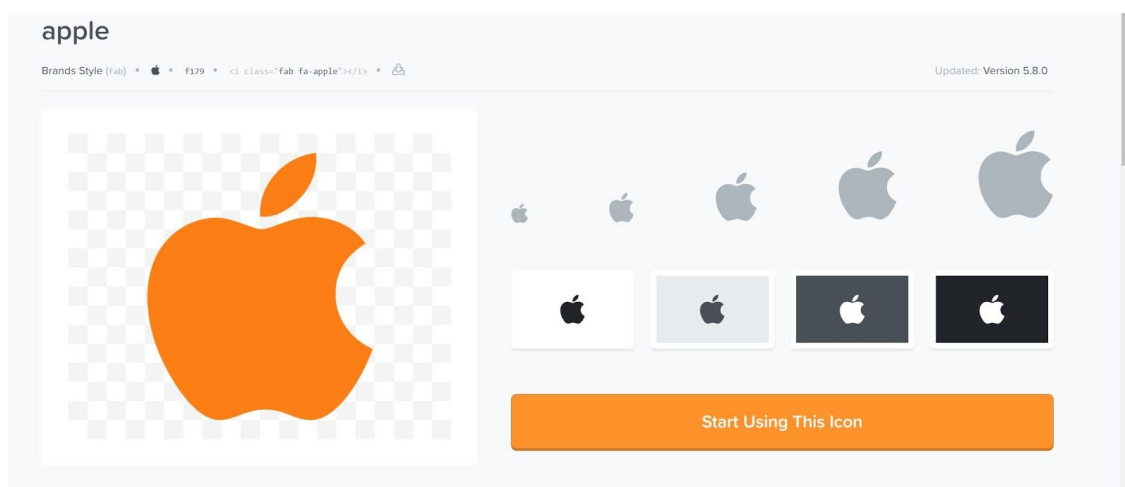 apple
Brands Style (fab) • • f179 • <i class="fab fa-apple"></i> • Updated: Version 5.8.0
Start Using This Icon